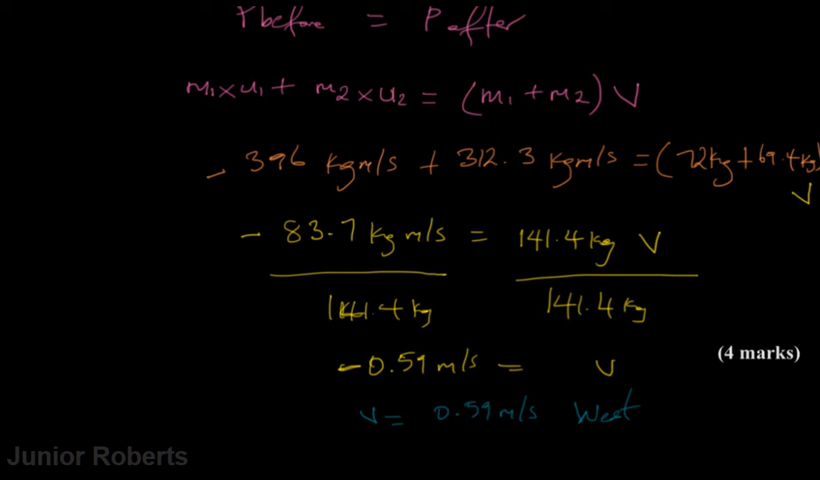 Pbefore = Pafter
m1×u1 + m2×u2 = (m1 + m2) V
- 396 kgm/s + 312.3 kgm/s = (72kg + 69.4kg)
V
- 83.7 kg m/s = 141.4 kg V
141.4 kg 141.4 kg
(4 marks)
- 0.59 m/s = V
V = 0.59 m/s West
Junior Roberts